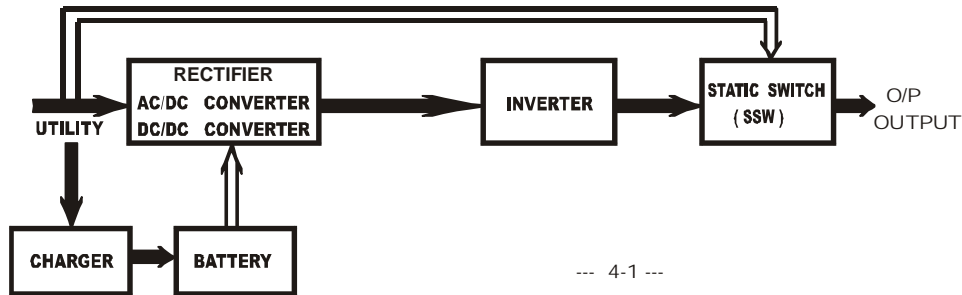 RECTIFIER
AC/DC CONVERTER
DC/DC CONVERTER
UTILITY
INVERTER
STATIC SWITCH
(SSW)
O/P
OUTPUT
CHARGER
BATTERY
--- 4-1 ---